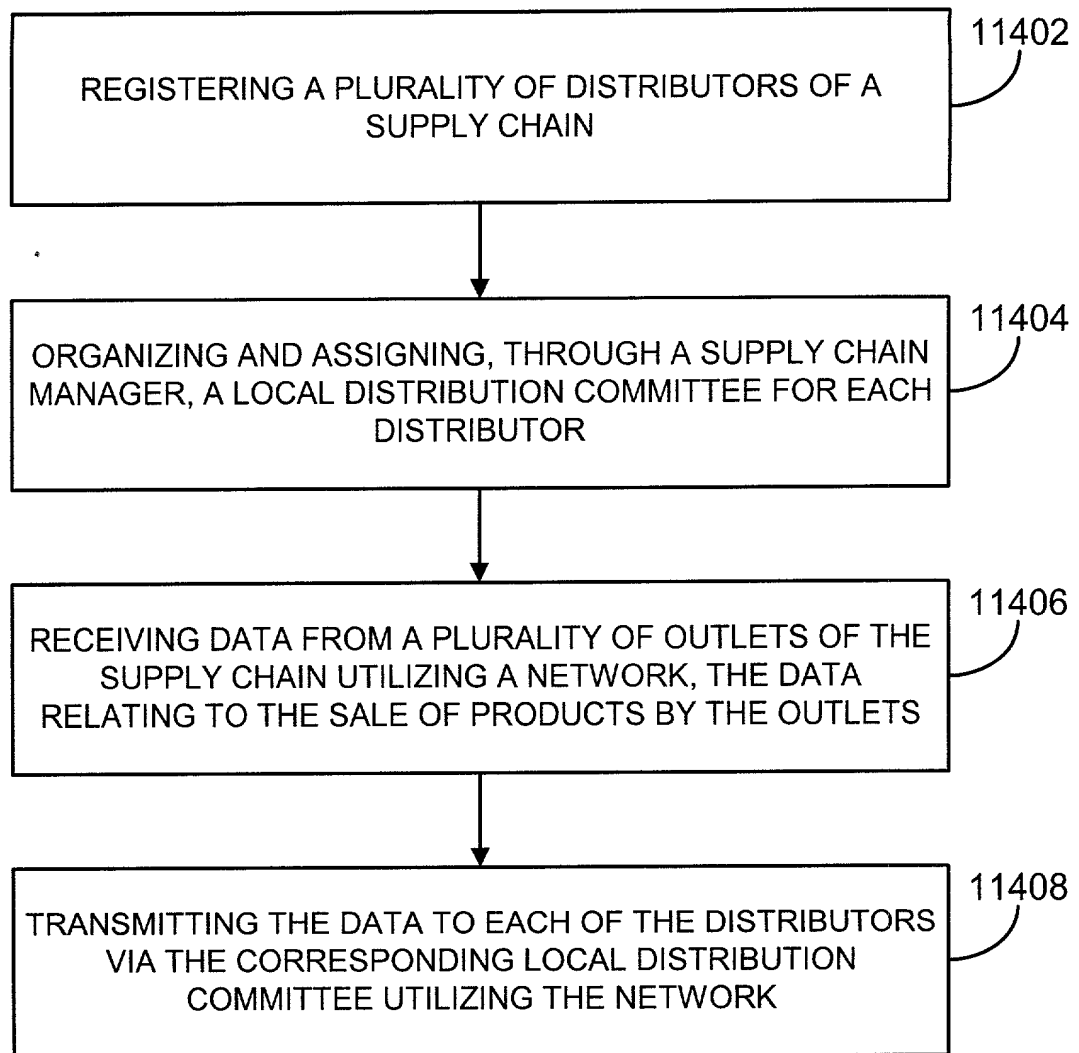 11402
REGISTERING A PLURALITY OF DISTRIBUTORS OF A
SUPPLY CHAIN
11404
ORGANIZING AND ASSIGNING, THROUGH A SUPPLY CHAIN
MANAGER, A LOCAL DISTRIBUTION COMMITTEE FOR EACH
DISTRIBUTOR
11406
RECEIVING DATA FROM A PLURALITY OF OUTLETS OF THE
SUPPLY CHAIN UTILIZING A NETWORK, THE DATA
RELATING TO THE SALE OF PRODUCTS BY THE OUTLETS
11408
TRANSMITTING THE DATA TO EACH OF THE DISTRIBUTORS
VIA THE CORRESPONDING LOCAL DISTRIBUTION
COMMITTEE UTILIZING THE NETWORK